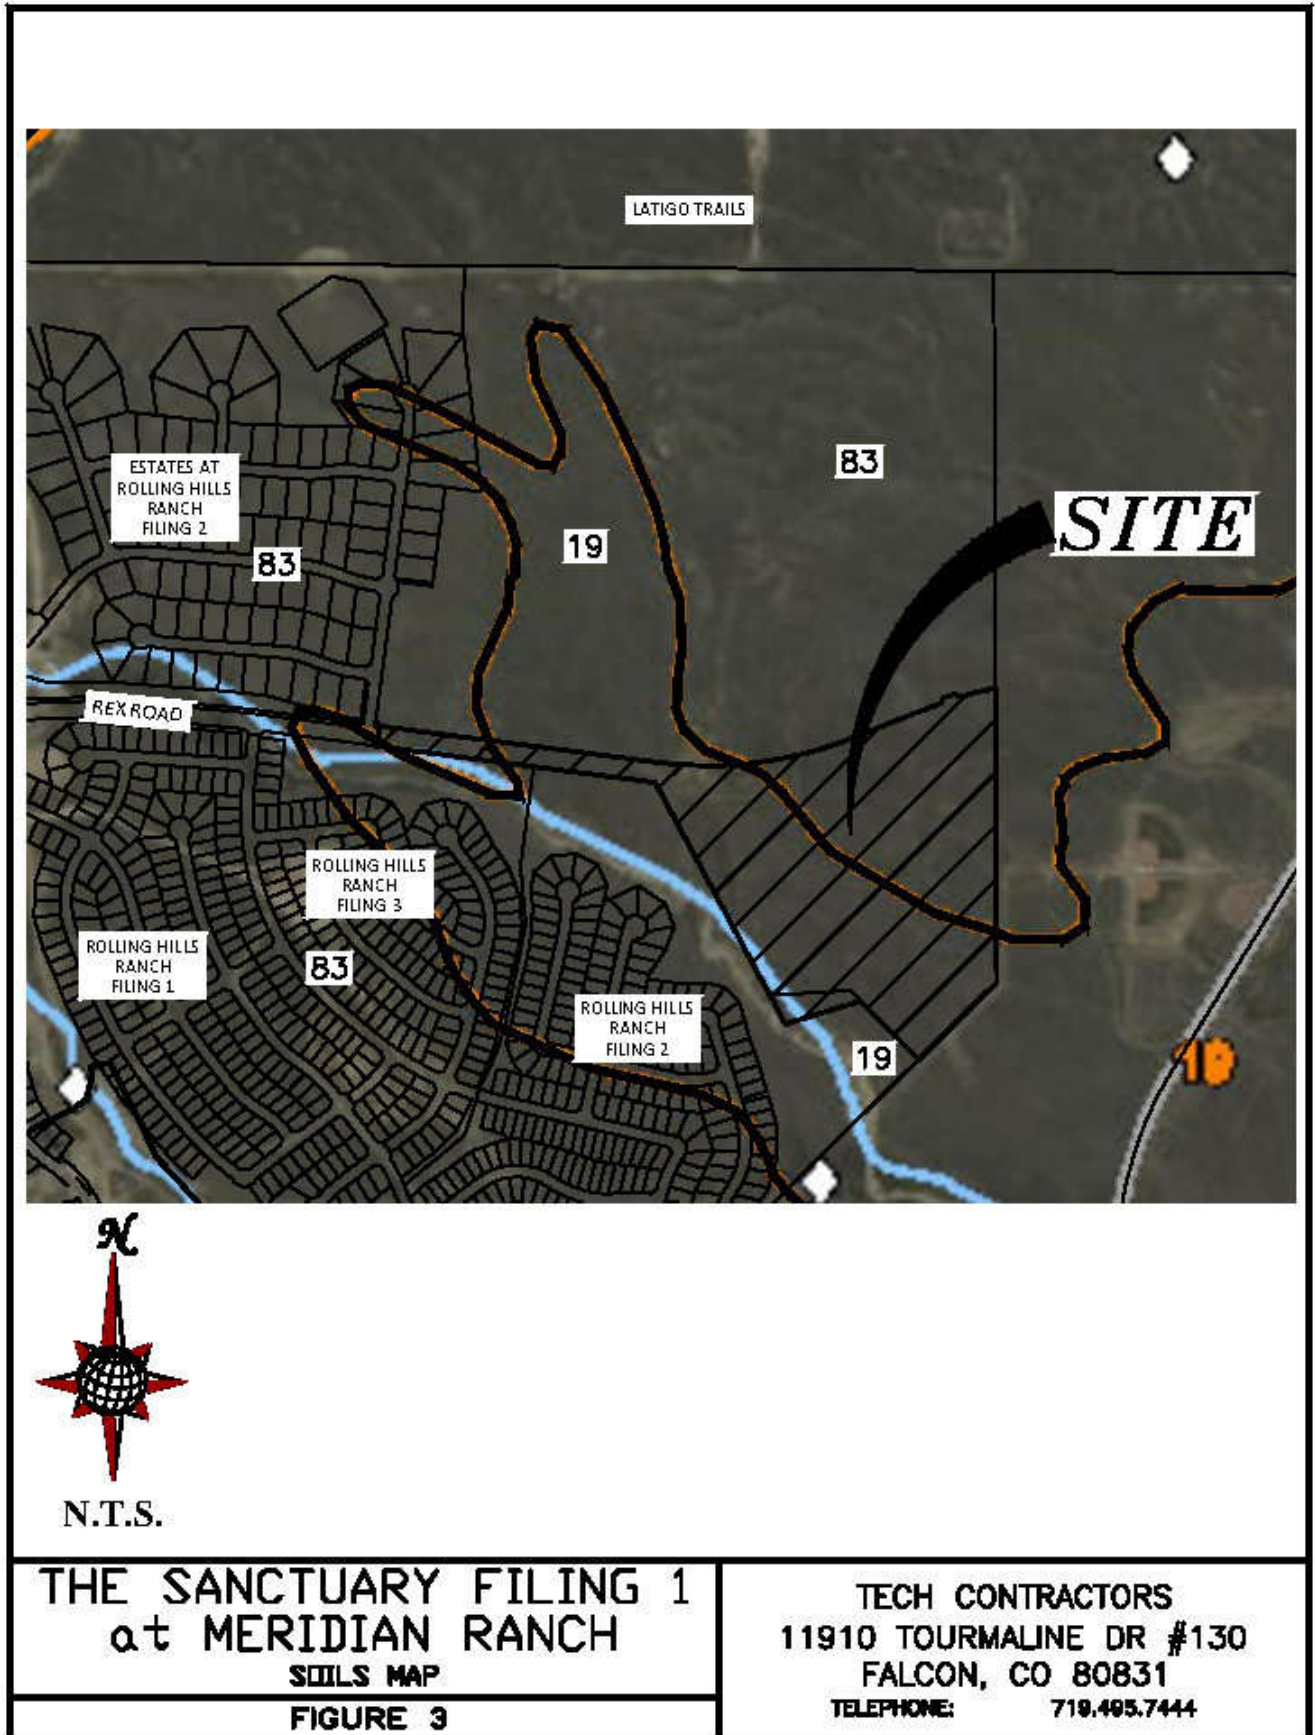 LATIGO TRAILS
83
SITE
19
ESTATES AT
ROLLING HILLS
RANCH
FILING 2
83
REX ROAD
ROLLING HILLS
RANCH
FILING 3
ROLLING HILLS
RANCH
FILING 1
83
ROLLING HILLS
RANCH
FILING 2
19
19
N
N.T.S.
THE SANCTUARY FILING 1
at MERIDIAN RANCH
SOILS MAP
FIGURE 3
TECH CONTRACTORS
11910 TOURMALINE DR #130
FALCON, CO 80831
TELEPHONE: 719.495.7444